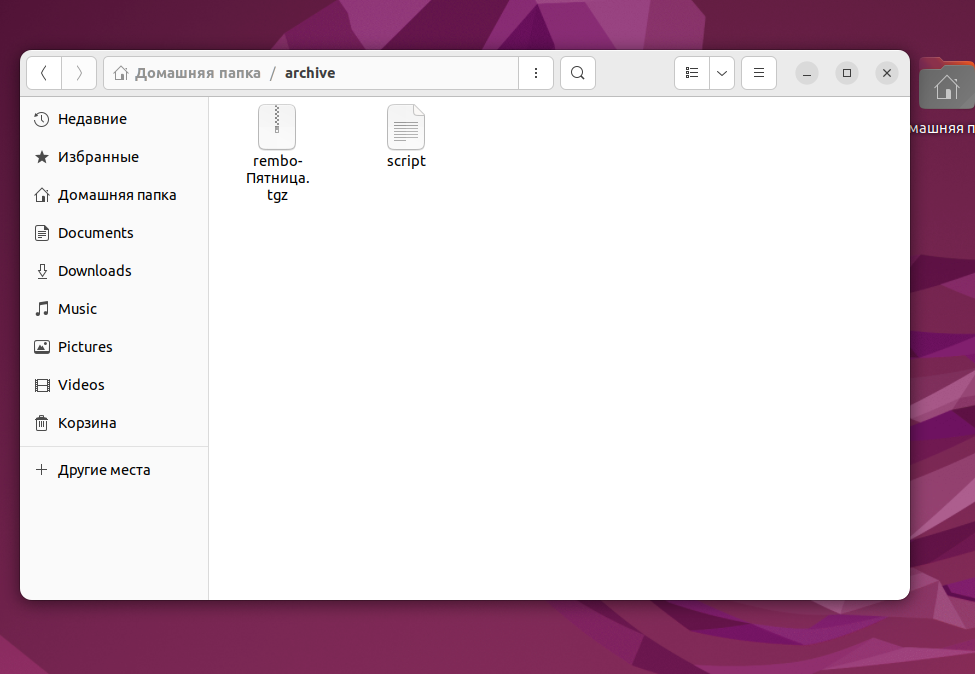 Домашняя папка / archive
Недавние
Избранные
Домашняя папка
Documents
Downloads
Music
Pictures
Videos
Корзина
Другие места
rembo-
Пятница.
tgz
script
машняя п